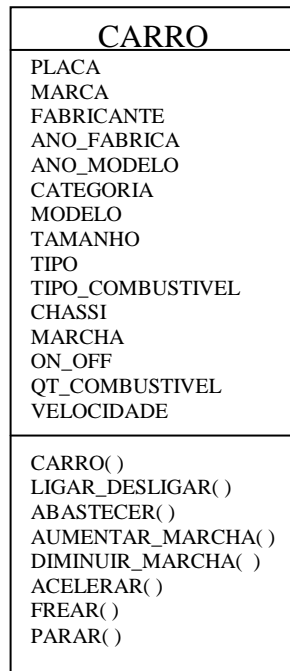 CARRO
PLACA
MARCA
FABRICANTE
ANO_FABRICA
ANO_MODELO
CATEGORIA
MODELO
TAMANHO
TIPO
TIPO_COMBUSTIVEL
CHASSI
MARCHA
ON_OFF
QT_COMBUSTIVEL
VELOCIDADE
CARRO( )
LIGAR_DESLIGAR( )
ABASTECER( )
AUMENTAR_MARCHA( )
DIMINUIR_MARCHA( )
ACELERAR( )
FREAR( )
PARAR( )